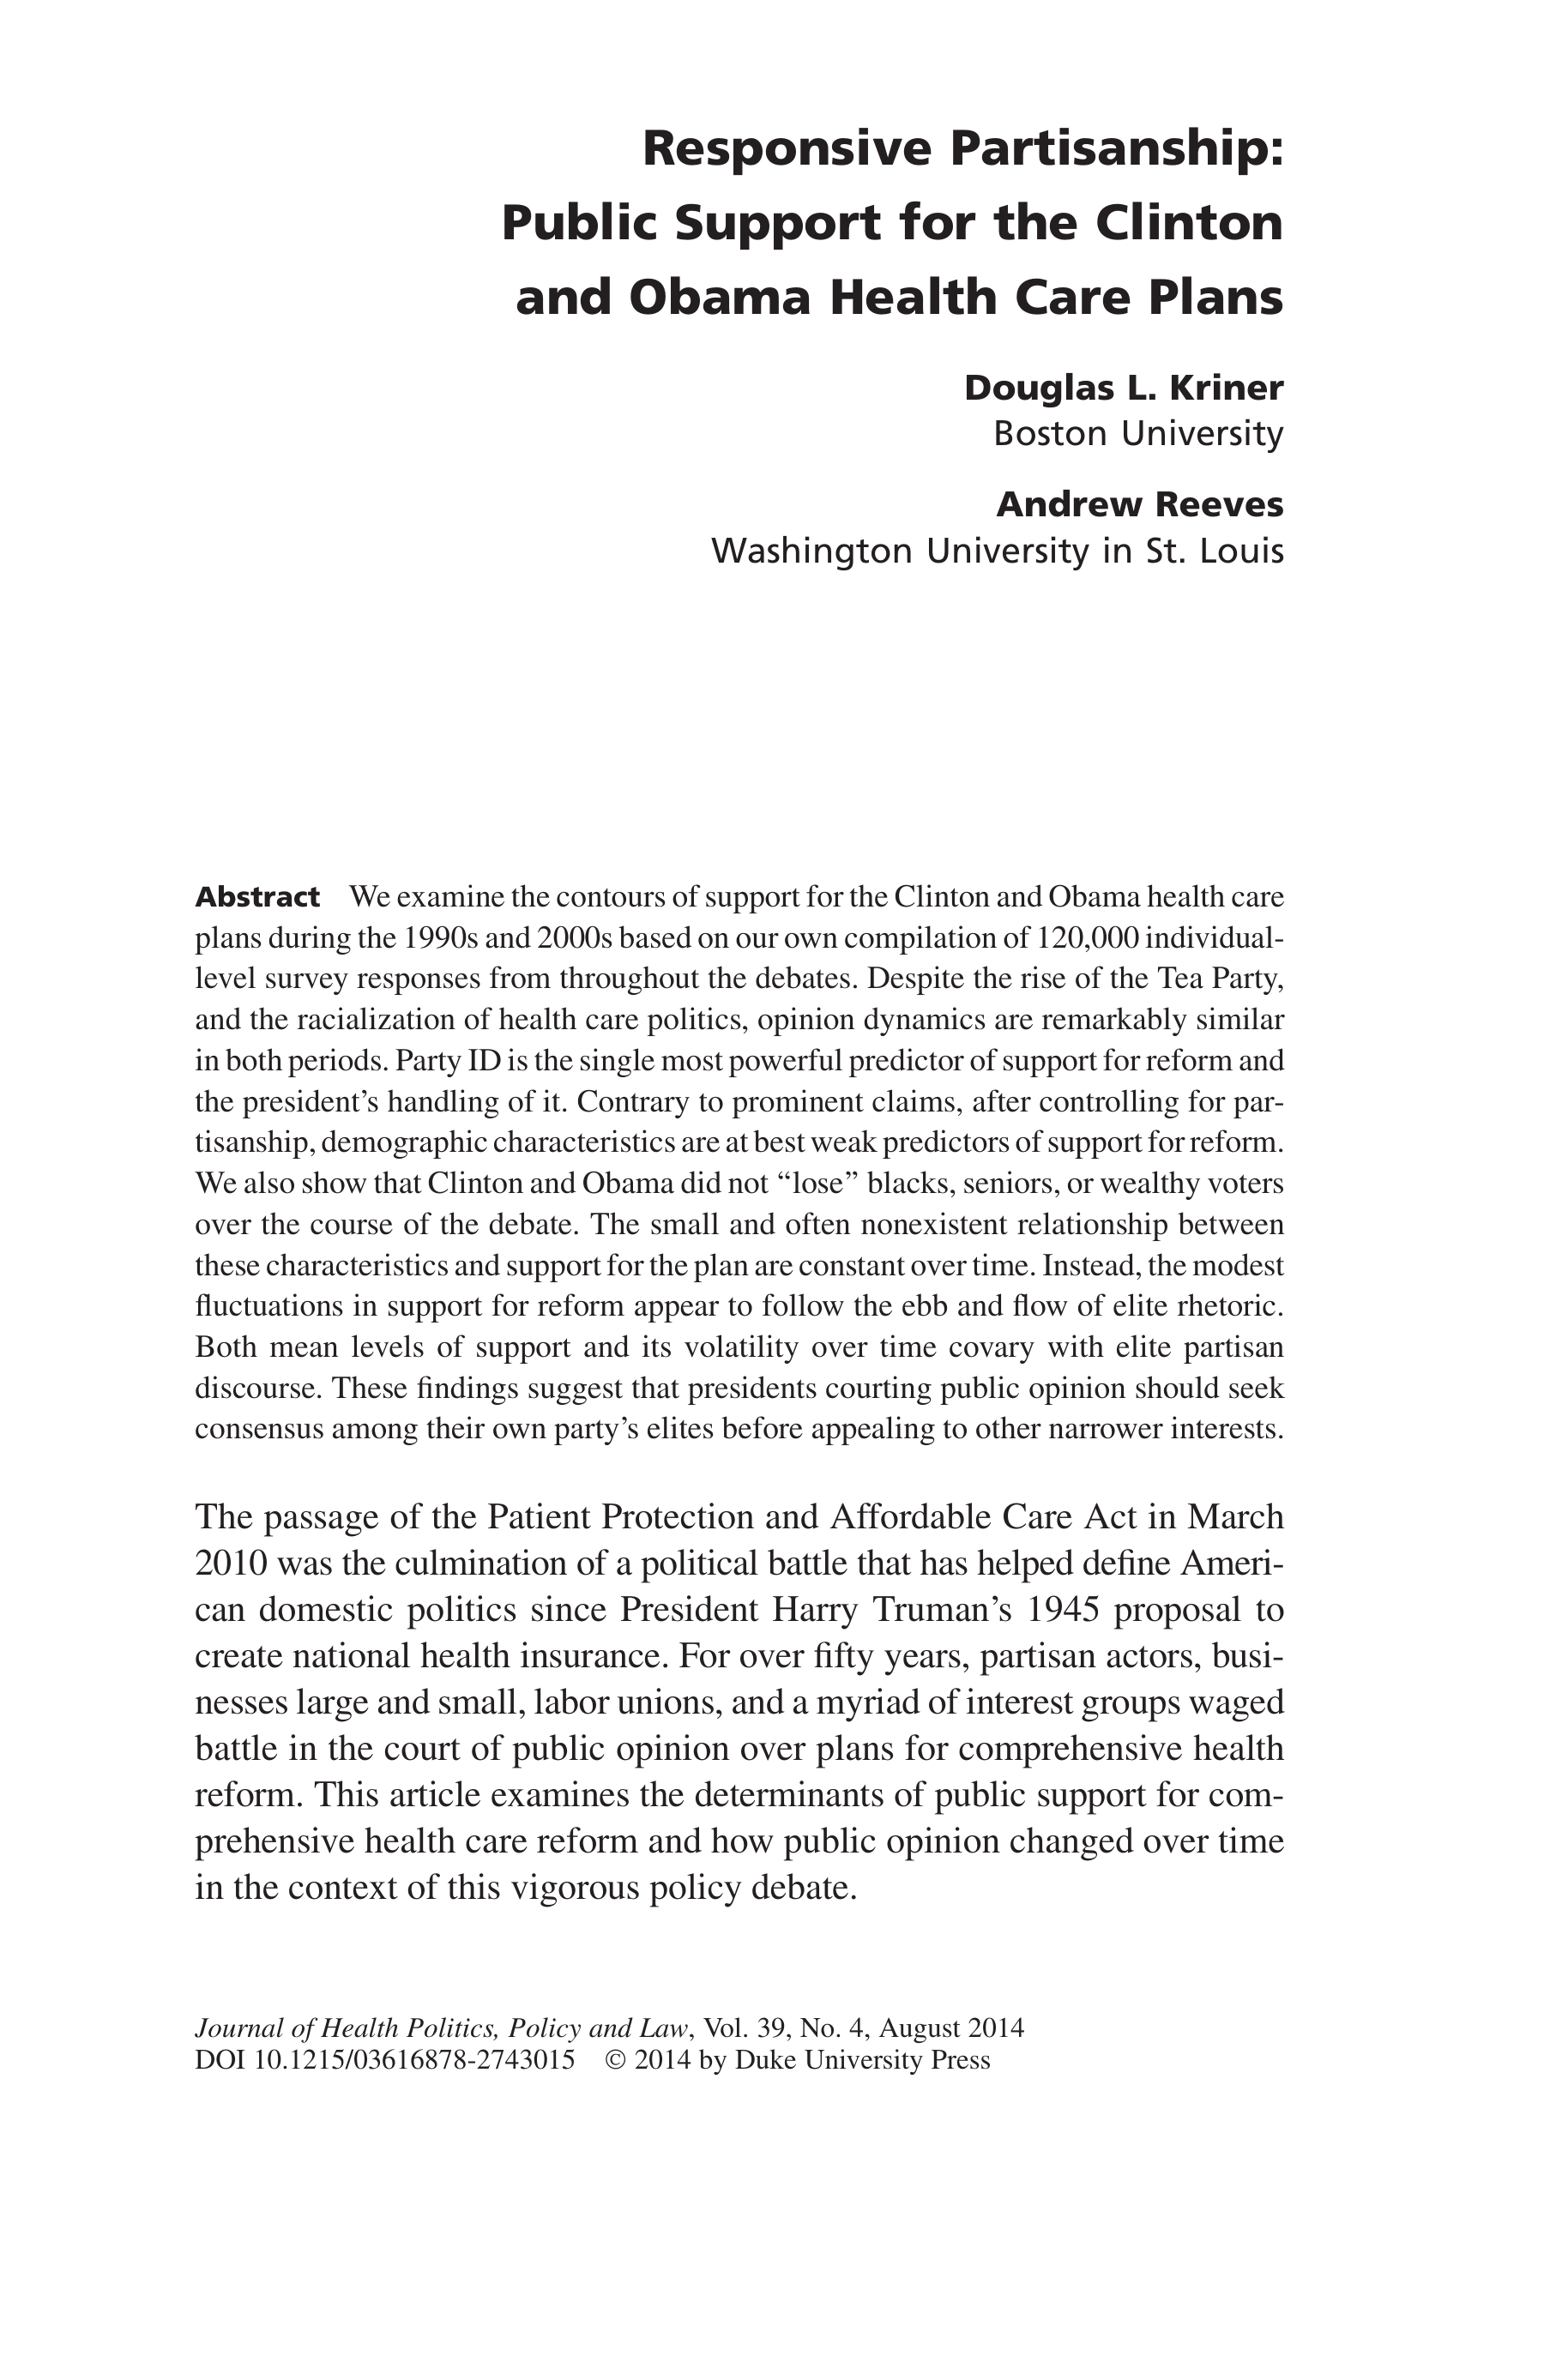 Responsive Partisanship:
Public Support for the Clinton
and Obama Health Care Plans
Douglas L. Kriner
Boston University
Andrew Reeves
Washington University in St. Louis
Abstract We examine the contours of support for the Clinton and Obama health care
plans during the 1990s and 2000s based on our own compilation of 120,000 individual-
level survey responses from throughout the debates. Despite the rise of the Tea Party,
and the racialization of health care politics, opinion dynamics are remarkably similar
in both periods. Party ID is the single most powerful predictor of support for reform and
the president’s handling of it. Contrary to prominent claims, after controlling for par-
tisanship, demographic characteristics are at best weak predictors of support for reform.
We also show that Clinton and Obama did not “lose” blacks, seniors, or wealthy voters
over the course of the debate. The small and often nonexistent relationship between
these characteristics and support for the plan are constant over time. Instead, the modest
fluctuations in support for reform appear to follow the ebb and flow of elite rhetoric.
Both mean levels of support and its volatility over time covary with elite partisan
discourse. These findings suggest that presidents courting public opinion should seek
consensus among their own party’s elites before appealing to other narrower interests.
The passage of the Patient Protection and Affordable Care Act in March
2010 was the culmination of a political battle that has helped define Ameri-
can domestic politics since President Harry Truman’s 1945 proposal to
create national health insurance. For over fifty years, partisan actors, busi-
nesses large and small, labor unions, and a myriad of interest groups waged
battle in the court of public opinion over plans for comprehensive health
reform. This article examines the determinants of public support for com-
prehensive health care reform and how public opinion changed over time
in the context of this vigorous policy debate.
Journal of Health Politics, Policy and Law, Vol. 39, No. 4, August 2014
DOI 10.1215/03616878-2743015 © 2014 by Duke University Press